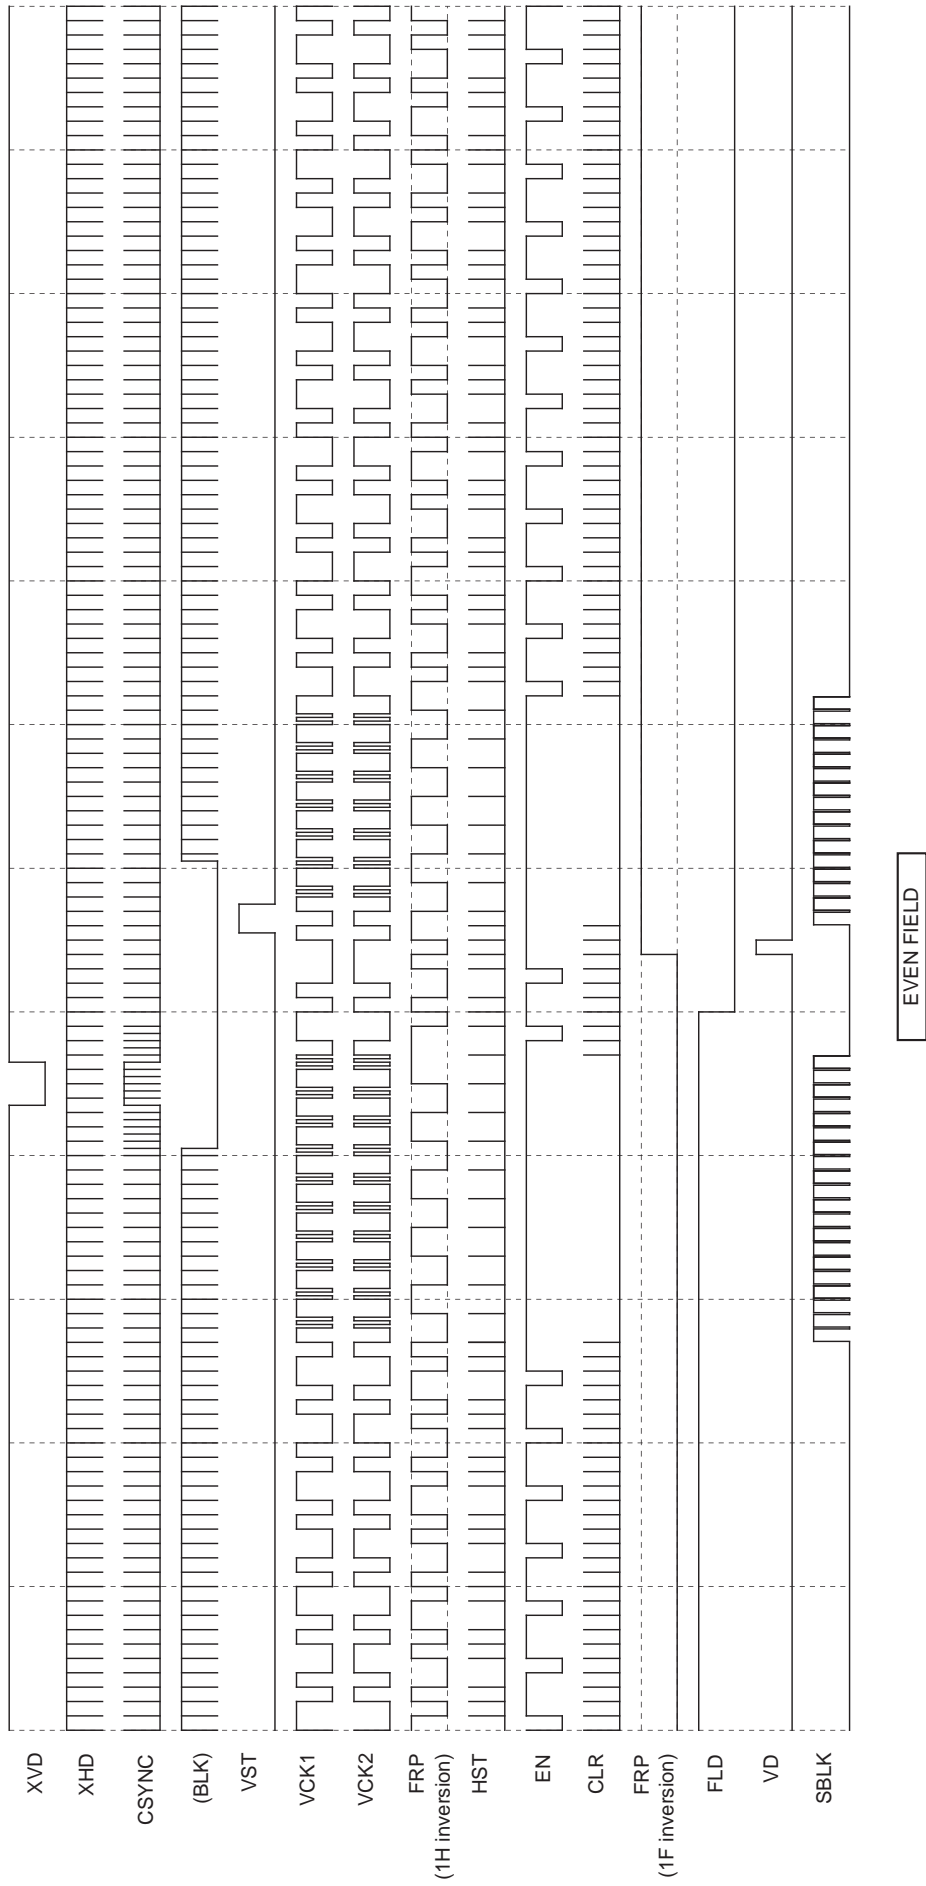 XVD
XHD
CSYNC
(BLK)
VST
VCK1
VCK2
FRP
(1H inversion)
HST
EN
CLR
FRP
(1F inversion)
FLD
VD
SBLK
EVEN FIELD